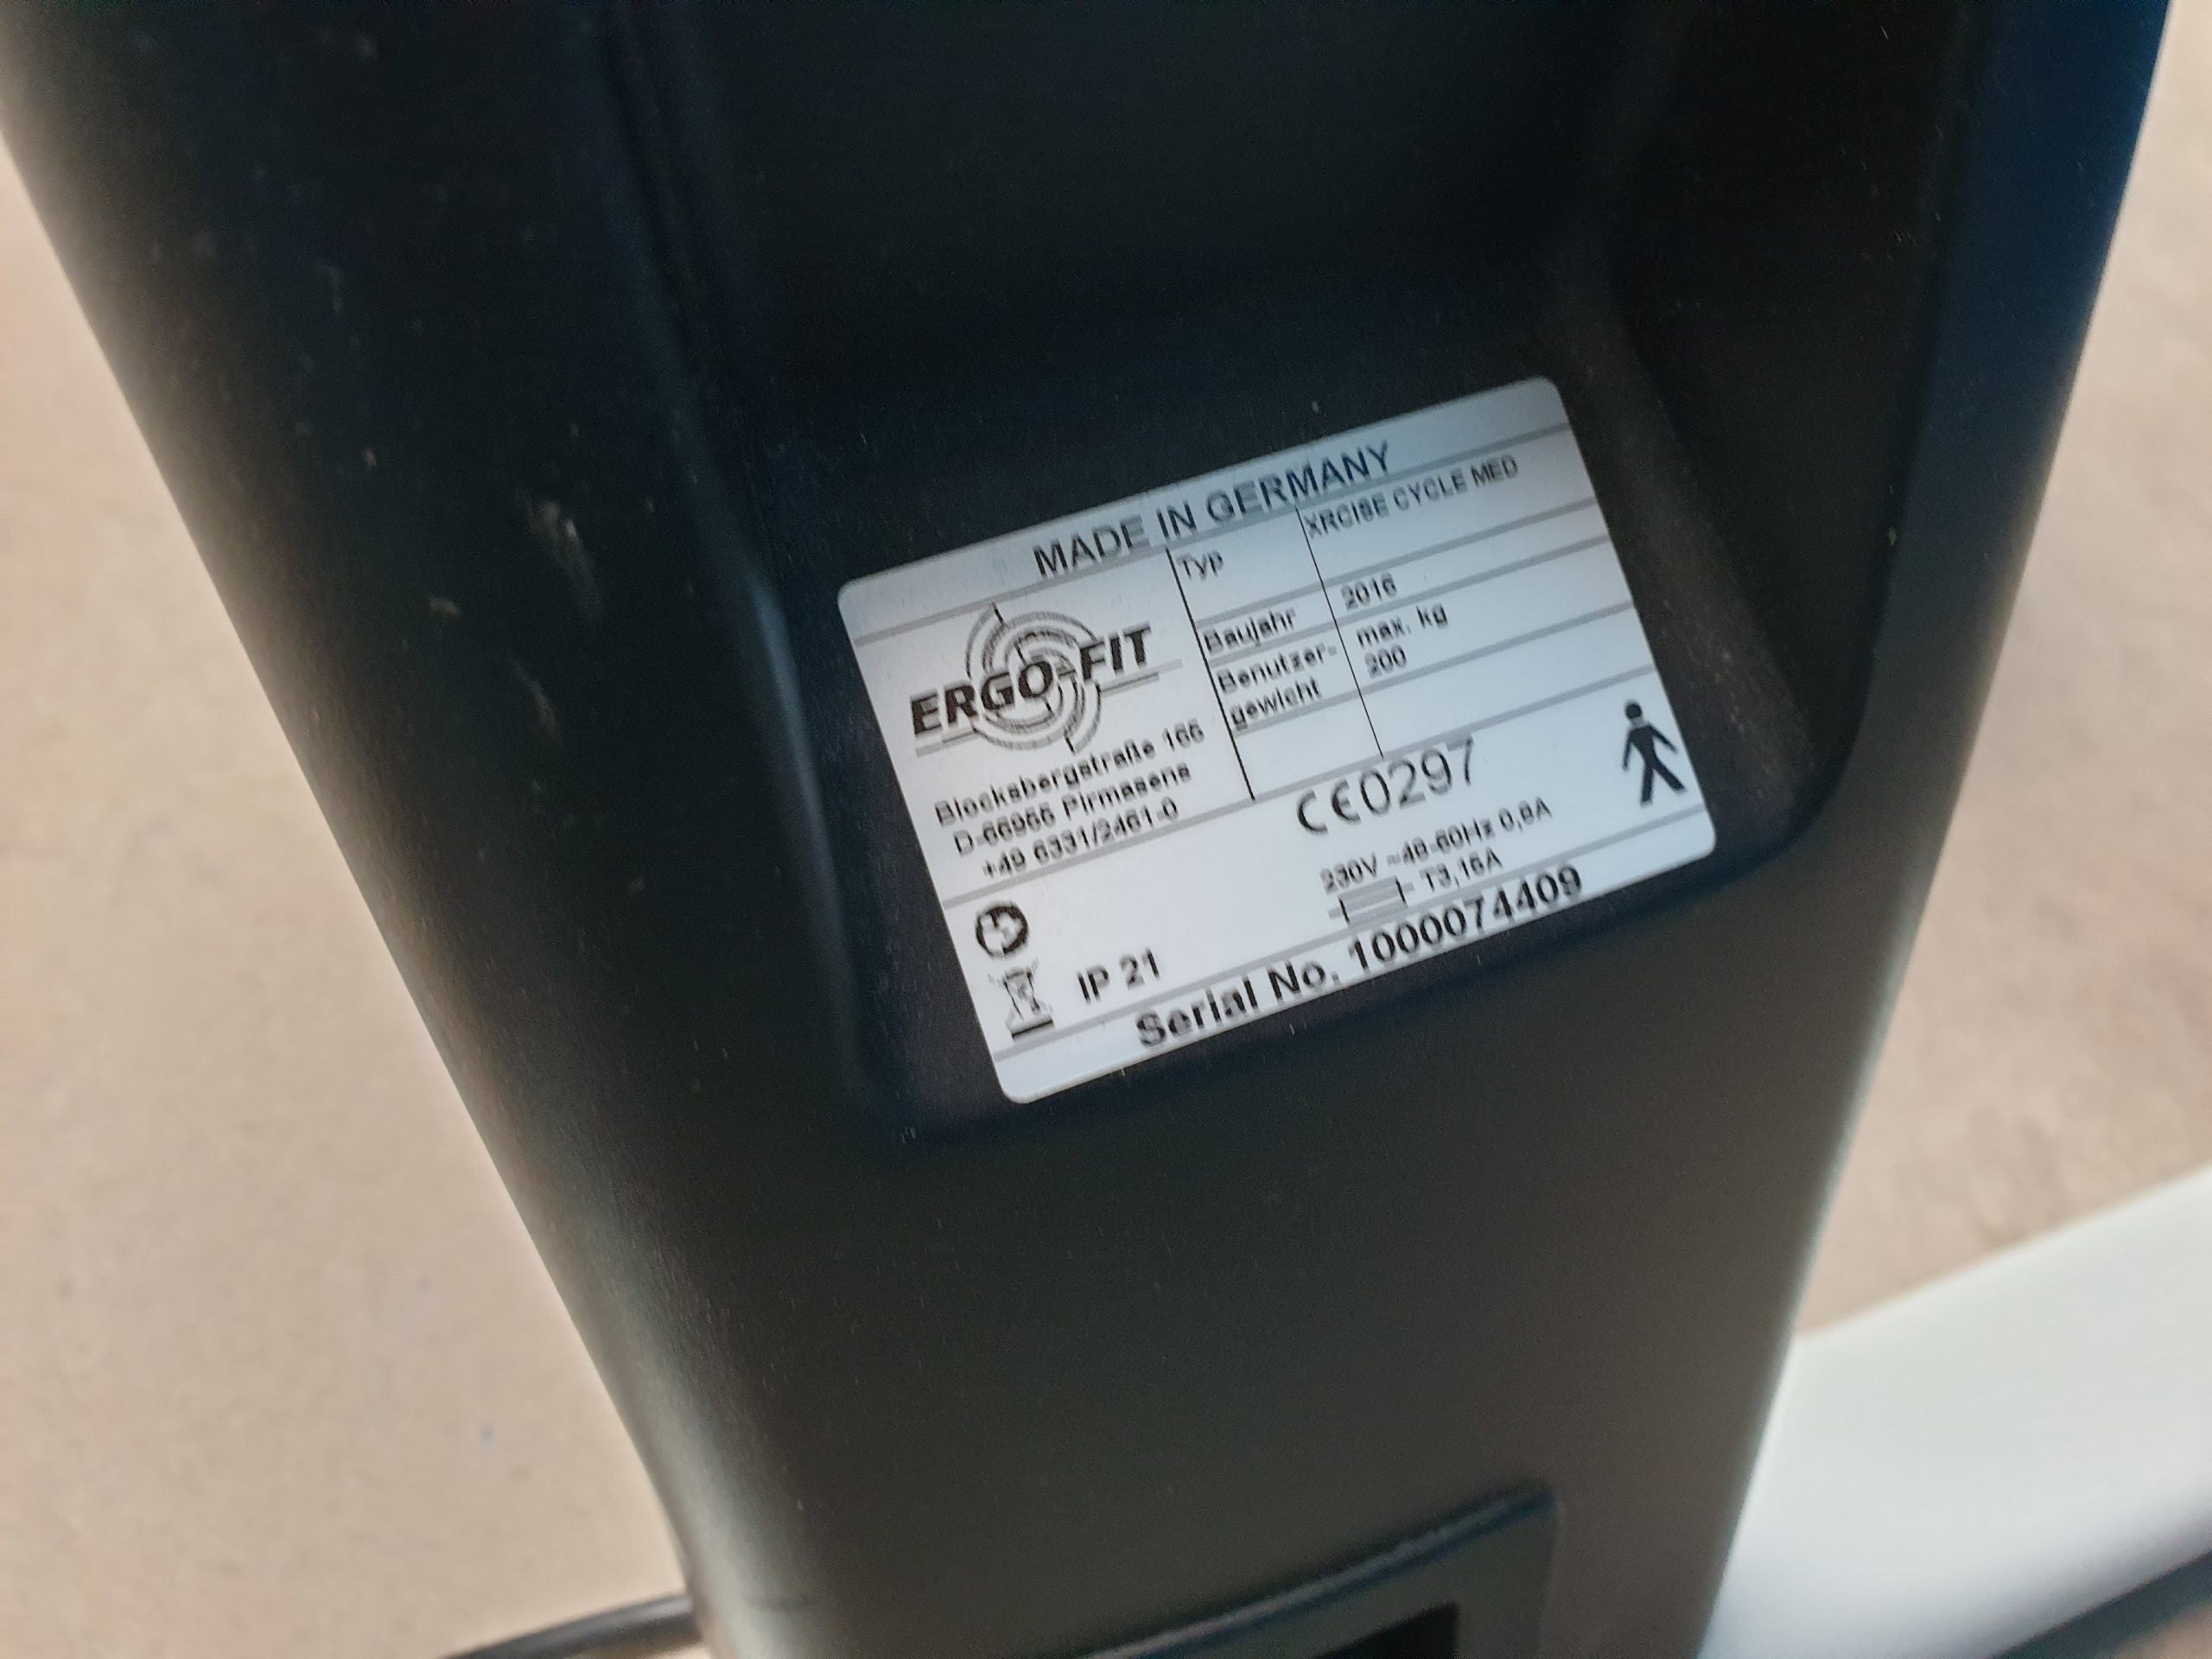 MADE IN GERMANY
ERGO-FIT
Blocksbergstraße 165
D-66955 Pirmasens
+49 6331/2461-0
Typ XRCISE CYCLE MED
Baujahr 2016
Benutzer- max. kg
gewicht 200
CE0297
230V ~48-60Hz 0,8A
T3,15A
IP 21
Serial No. 1000074409